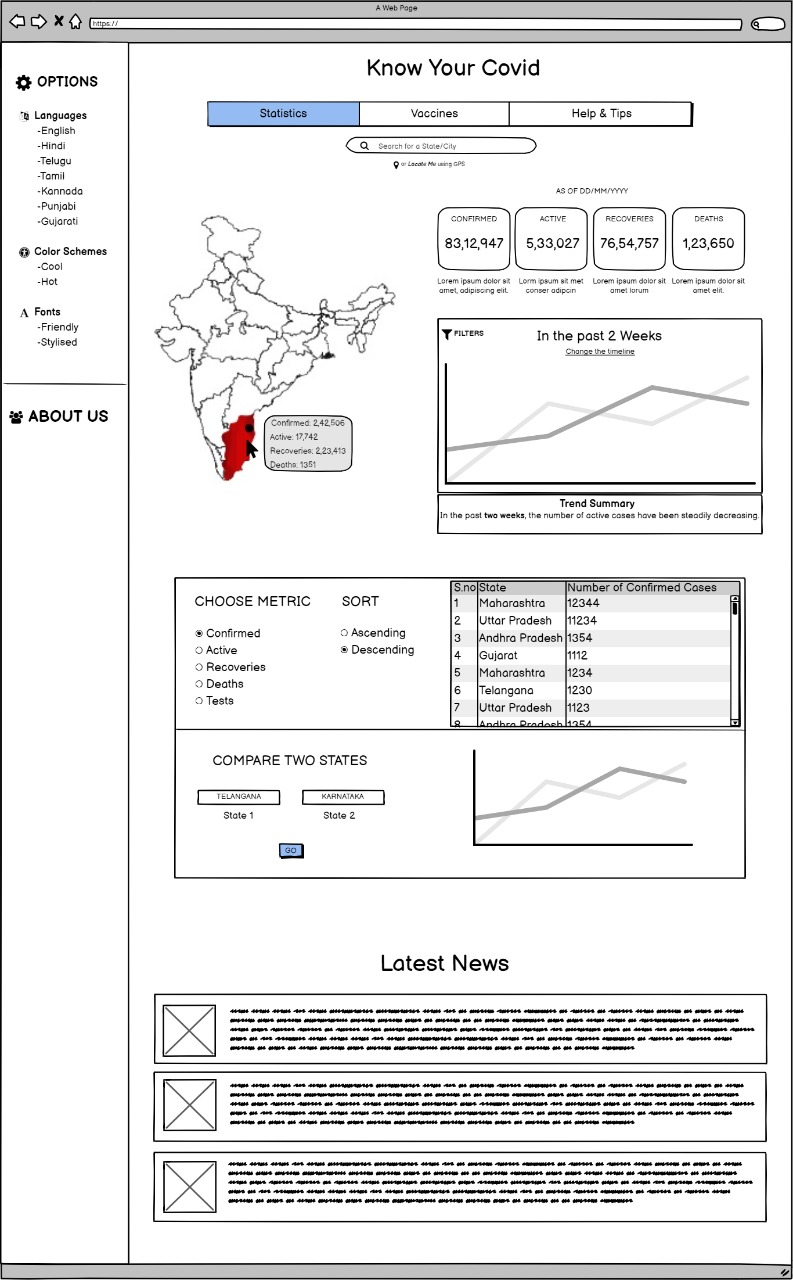 A Web Page
https://
OPTIONS
Languages
-English
-Hindi
-Telugu
-Tamil
-Kannada
-Punjabi
-Gujarati
Color Schemes
-Cool
-Hot
Fonts
-Friendly
-Stylised
ABOUT US
Know Your Covid
Statistics Vaccines Help & Tips
Search for a State/City
or Locate Me using GPS
AS OF DD/MM/YYYY
CONFIRMED ACTIVE RECOVERIES DEATHS
83,12,947 5,33,027 76,54,757 1,23,650
Lorem ipsum dolor sit Lorm ipsum sit met Lorem ipsum dolor sit Lorem ipsum dolor sit
amet, adipiscing elit. conser adipcin amet lorum amet elit.
Confirmed: 2,42,506
Active: 17,742
Recoveries: 2,23,413
Deaths: 1351
FILTERS
In the past 2 Weeks
Change the timeline
Trend Summary
In the past two weeks, the number of active cases have been steadily decreasing.
CHOOSE METRIC
Confirmed
Active
Recoveries
Deaths
Tests
SORT
Ascending
Descending
S.no State Number of Confirmed Cases
1 Maharashtra 12344
2 Uttar Pradesh 11234
3 Andhra Pradesh 1354
4 Gujarat 1112
5 Maharashtra 1234
6 Telangana 1230
7 Uttar Pradesh 1123
8 Andhra Pradesh 1354
COMPARE TWO STATES
TELANGANA KARNATAKA
State 1 State 2
GO
Latest News